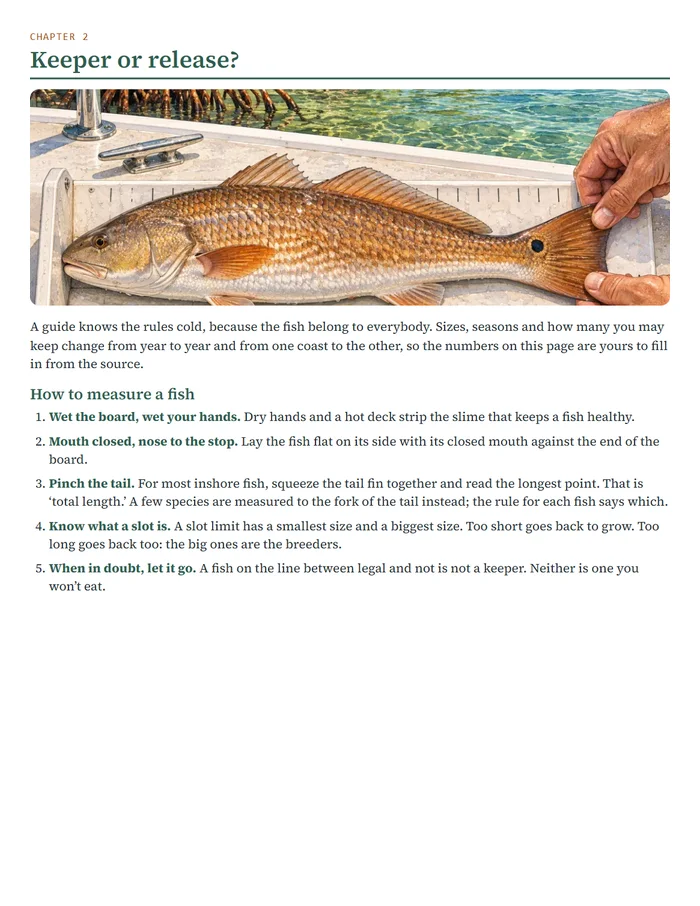 CHAPTER 2
Keeper or release?
A guide knows the rules cold, because the fish belong to everybody. Sizes, seasons and how many you may
keep change from year to year and from one coast to the other, so the numbers on this page are yours to fill
in from the source.
How to measure a fish
1. Wet the board, wet your hands. Dry hands and a hot deck strip the slime that keeps a fish healthy.
2. Mouth closed, nose to the stop. Lay the fish flat on its side with its closed mouth against the end of the
board.
3. Pinch the tail. For most inshore fish, squeeze the tail fin together and read the longest point. That is
‘total length.’ A few species are measured to the fork of the tail instead; the rule for each fish says which.
4. Know what a slot is. A slot limit has a smallest size and a biggest size. Too short goes back to grow. Too
long goes back too: the big ones are the breeders.
5. When in doubt, let it go. A fish on the line between legal and not is not a keeper. Neither is one you
won’t eat.